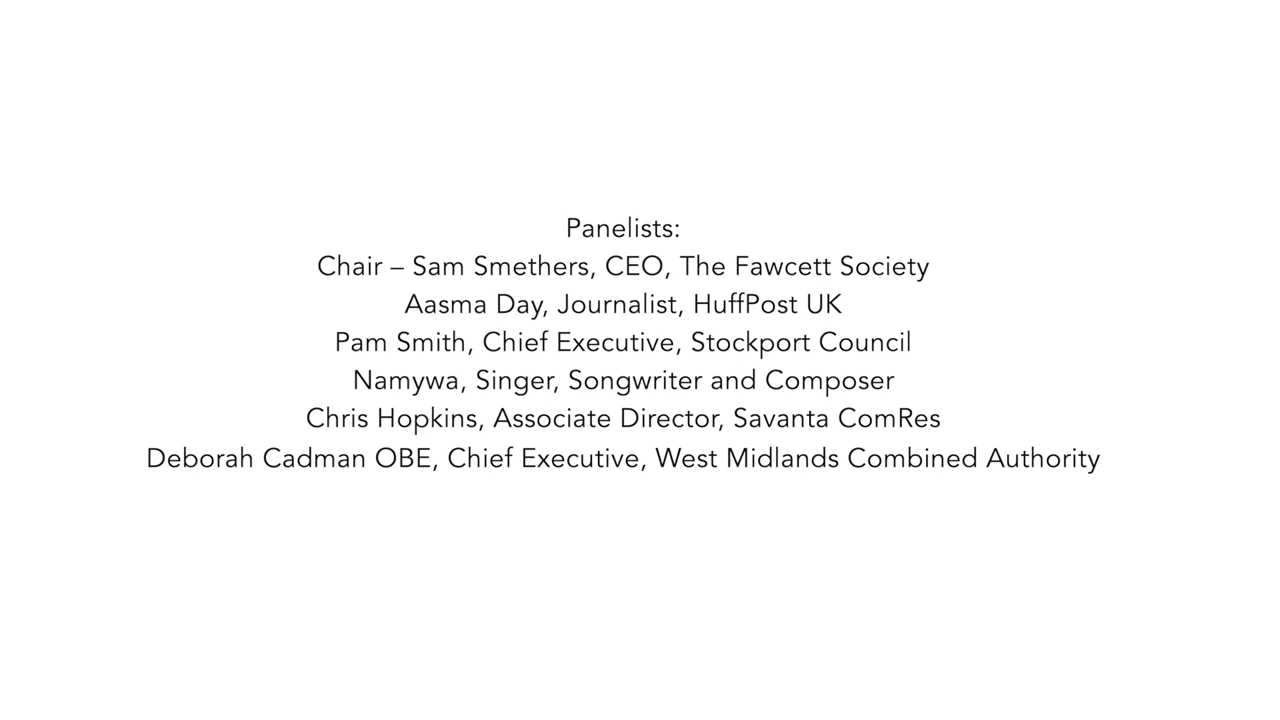 Panelists:
Chair – Sam Smethers, CEO, The Fawcett Society
Aasma Day, Journalist, HuffPost UK
Pam Smith, Chief Executive, Stockport Council
Namywa, Singer, Songwriter and Composer
Chris Hopkins, Associate Director, Savanta ComRes
Deborah Cadman OBE, Chief Executive, West Midlands Combined Authority